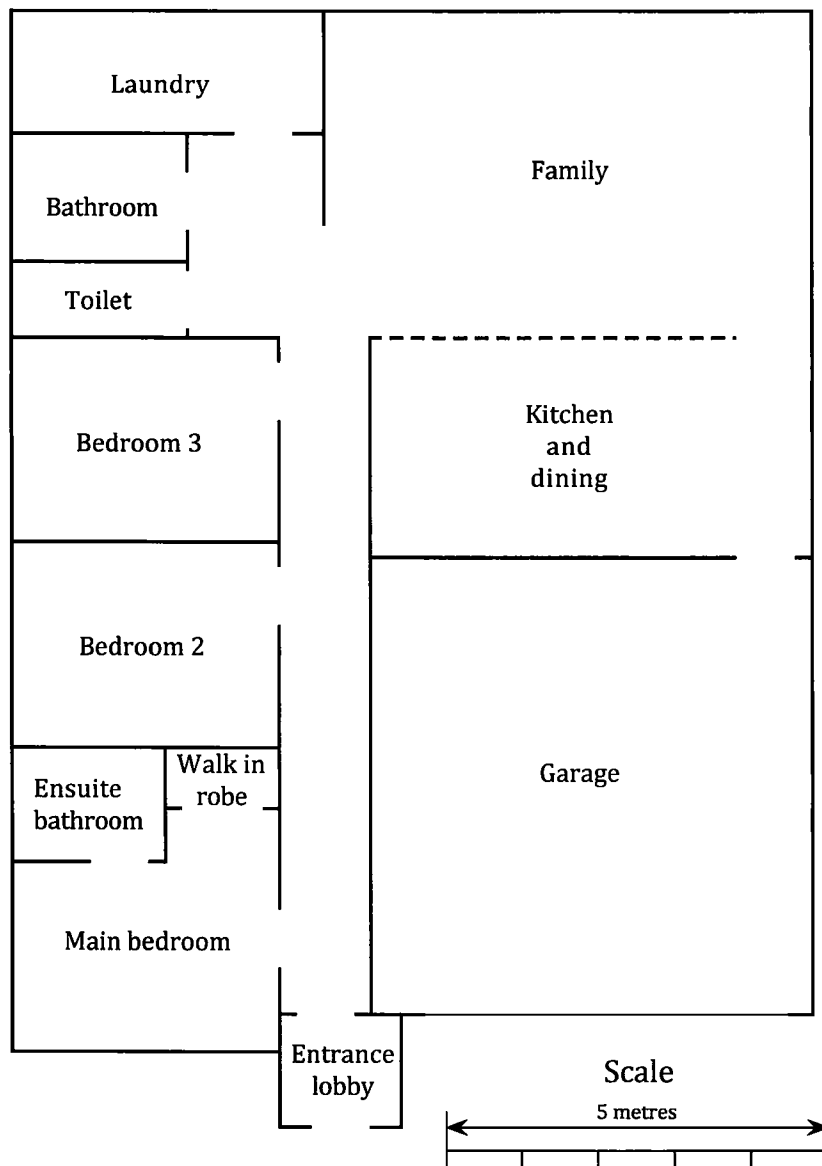 Laundry
Family
Bathroom
Toilet
Kitchen
and
dining
Bedroom 3
Bedroom 2
Walk in
robe
Ensuite
bathroom
Garage
Main bedroom
Entrance
lobby
Scale
5 metres